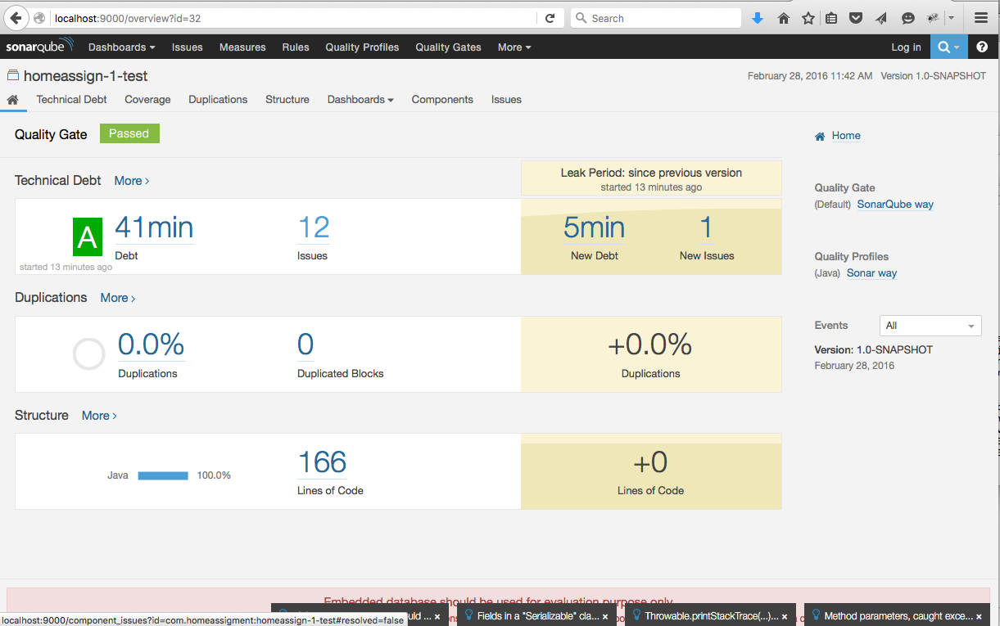 localhost:9000/overview?id=32
Search
sonarqube Dashboards Issues Measures Rules Quality Profiles Quality Gates More Log in ?
homeassign-1-test
February 28, 2016 11:42 AM Version 1.0-SNAPSHOT
Technical Debt Coverage Duplications Structure Dashboards Components Issues
Quality Gate Passed
Home
Technical Debt More ›
Leak Period: since previous version
started 13 minutes ago
A 41min
Debt
12
Issues
started 13 minutes ago
5min
New Debt
1
New Issues
Quality Gate
(Default) SonarQube way
Quality Profiles
(Java) Sonar way
Duplications More ›
0.0%
Duplications
0
Duplicated Blocks
+0.0%
Duplications
Events All
Version: 1.0-SNAPSHOT
February 28, 2016
Structure More ›
Java 100.0%
166
Lines of Code
+0
Lines of Code
Embedded database should be used for evaluation purpose only
...
Fields in a "Serializable" cla... ×
Throwable.printStackTrace(...)... ×
Method parameters, caught exce... ×
localhost:9000/component_issues?id=com.homeassigment:homeassign-1-test#resolved=false